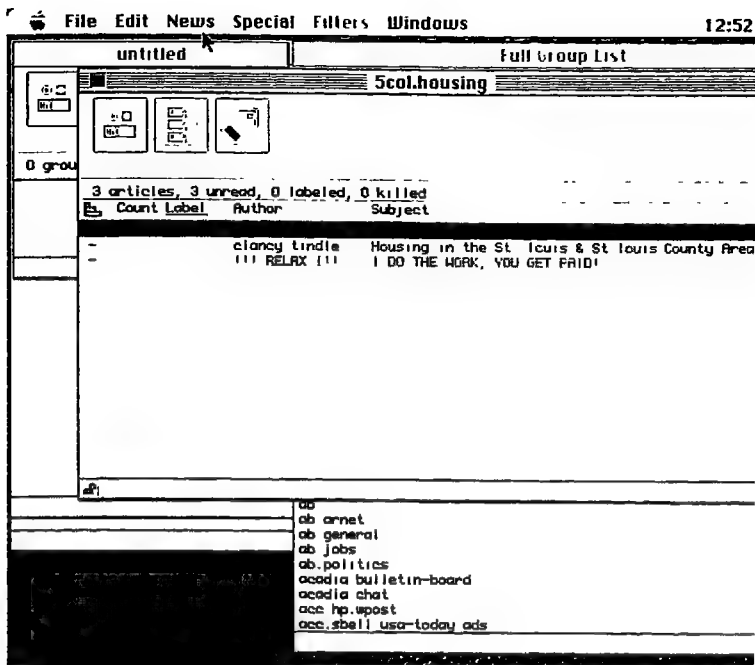 File Edit News Special Filters Windows 12:52
untitled
Full Group List
5col.housing
0 grou
3 articles, 3 unread, 0 labeled, 0 killed
Count Label Author Subject
- clancy tindle Housing in the St louis & St louis County Area
- !!! RELAX !!! I DO THE WORK, YOU GET PAID!
ab
ab arnet
ab general
ab jobs
ab.politics
acadia bulletin-board
acadia chat
acc hp.wpost
acc.sbell usa-today ads